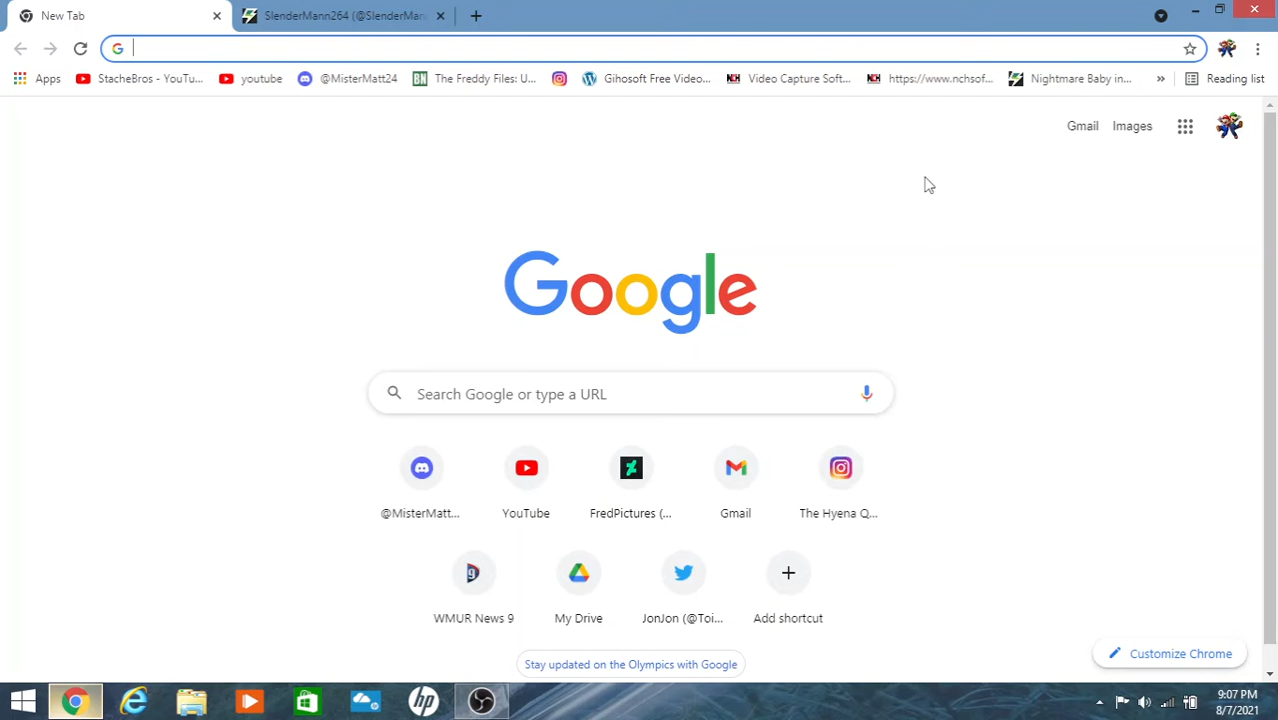 New Tab
SlenderMann264 (@SlenderMan
Apps
StacheBros - YouTu...
youtube
@MisterMatt24
The Freddy Files: U...
Gihosoft Free Video...
Video Capture Soft...
https://www.nchsof...
Nightmare Baby in...
»
Reading list
Gmail
Images
Google
Search Google or type a URL
@MisterMatt...
YouTube
FredPictures (...
Gmail
The Hyena Q...
WMUR News 9
My Drive
JonJon (@Toi...
Add shortcut
Stay updated on the Olympics with Google
Customize Chrome
9:07 PM
8/7/2021